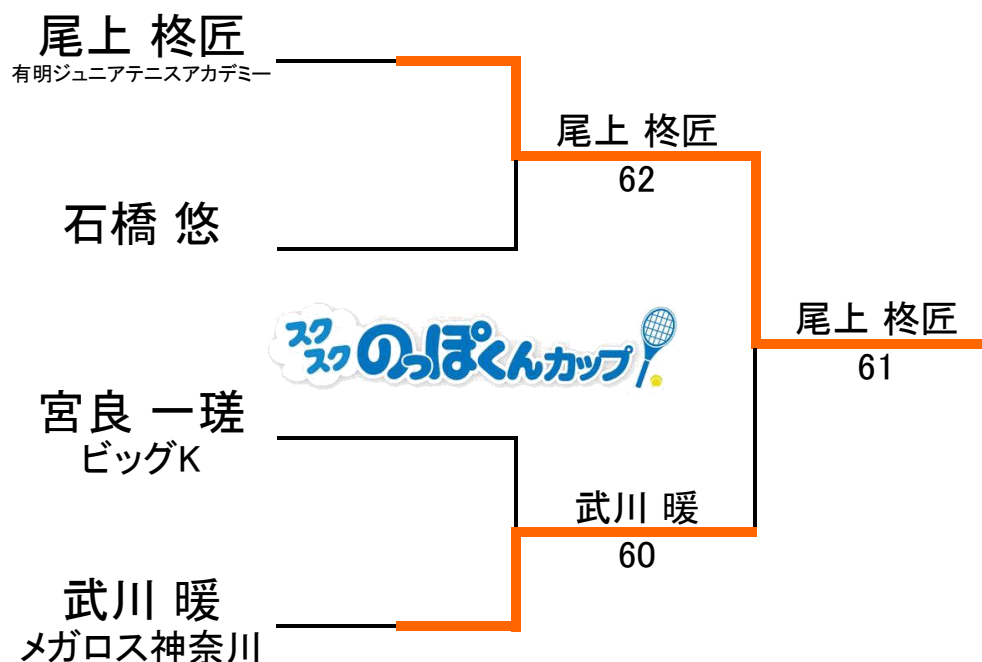 尾上 柊匠
有明ジュニアテニスアカデミー
尾上 柊匠
62
石橋 悠
スクスク のっぽくんカップ
尾上 柊匠
61
宮良 一瑳
ビッグK
武川 暖
60
武川 暖
メガロス神奈川